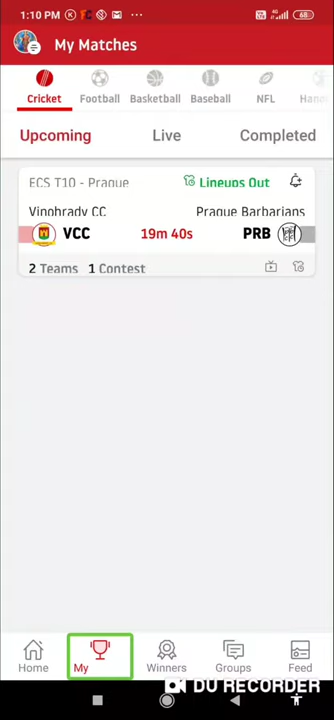 1:10 PM
68
My Matches
Cricket Football Basketball Baseball NFL
Upcoming Live Completed
ECS T10 - Prague Lineups Out
Vinohrady CC Prague Barbarians
VCC 19m 40s PRB
2 Teams 1 Contest
Home My Winners Groups Feed
DU RECORDER